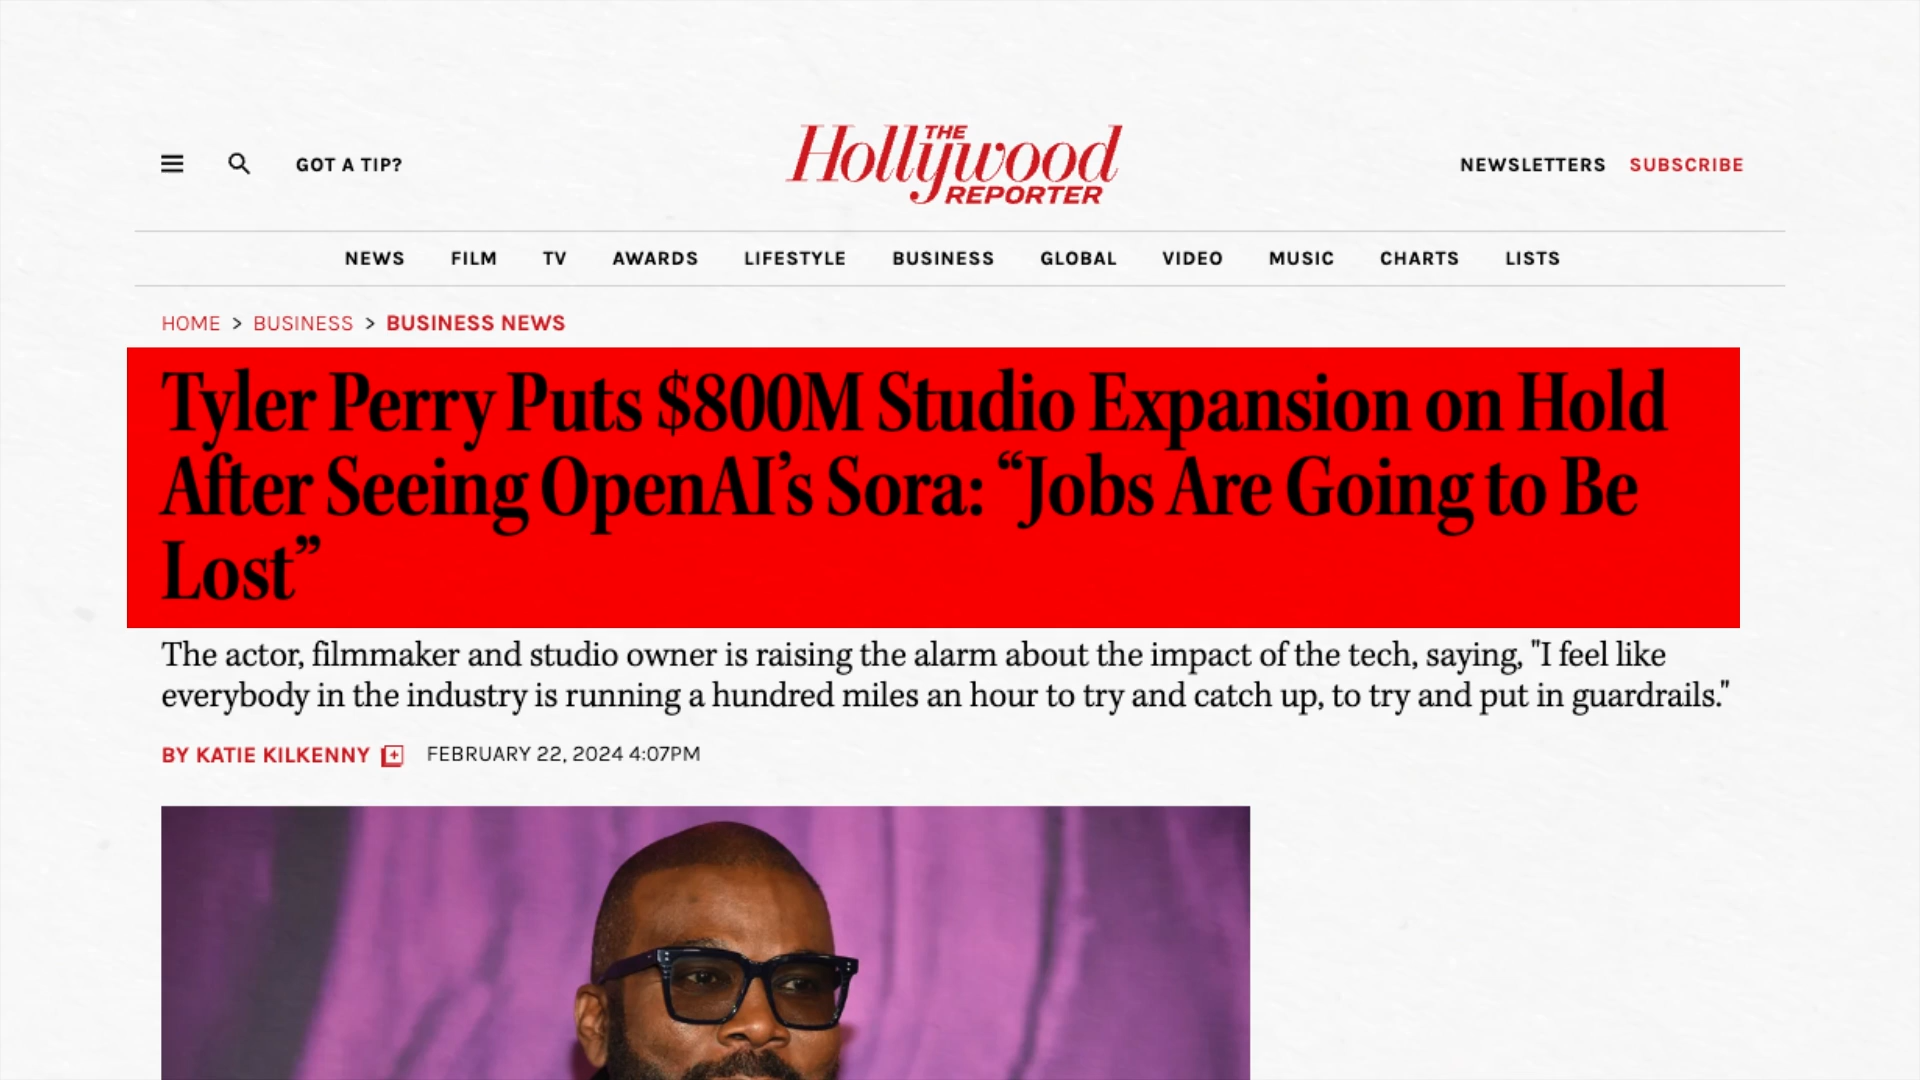 GOT A TIP?
THE
Hollywood
REPORTER
NEWSLETTERS SUBSCRIBE
NEWS FILM TV AWARDS LIFESTYLE BUSINESS GLOBAL VIDEO MUSIC CHARTS LISTS
HOME > BUSINESS > BUSINESS NEWS
Tyler Perry Puts $800M Studio Expansion on Hold
After Seeing OpenAI’s Sora: “Jobs Are Going to Be
Lost”
The actor, filmmaker and studio owner is raising the alarm about the impact of the tech, saying, "I feel like
everybody in the industry is running a hundred miles an hour to try and catch up, to try and put in guardrails."
BY KATIE KILKENNY FEBRUARY 22, 2024 4:07PM